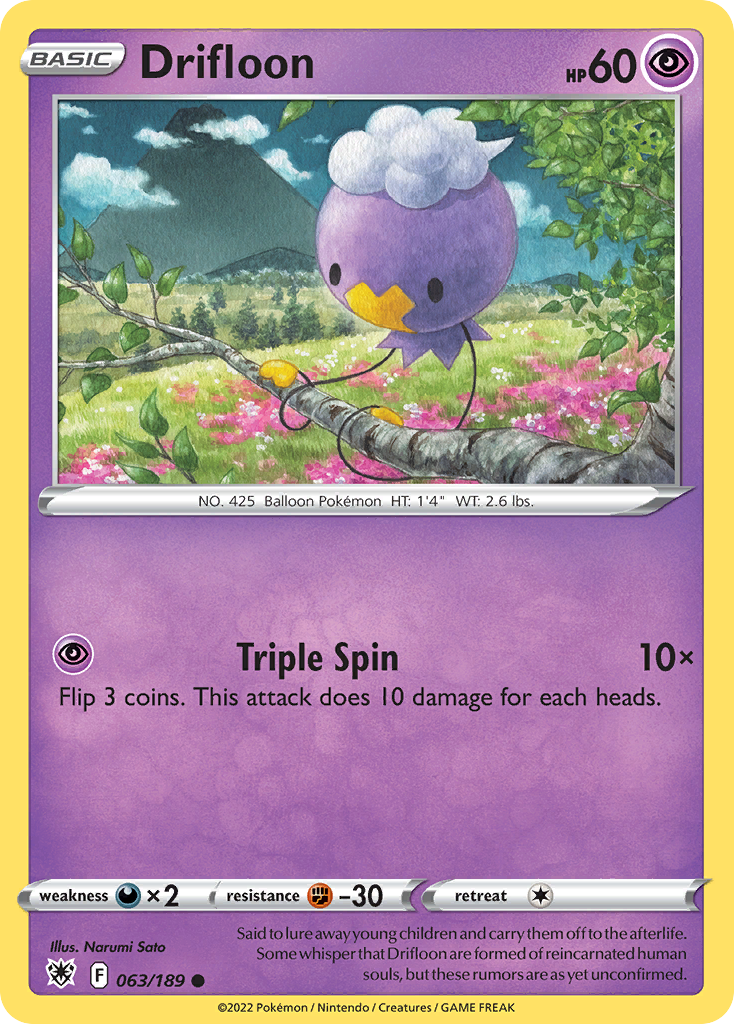 BASIC Drifloon HP60
NO. 425 Balloon Pokémon HT: 1'4" WT: 2.6 lbs.
Triple Spin 10×
Flip 3 coins. This attack does 10 damage for each heads.
weakness ×2 resistance -30 retreat
Said to lure away young children and carry them off to the afterlife.
Some whisper that Drifloon are formed of reincarnated human
souls, but these rumors are as yet unconfirmed.
Illus. Narumi Sato
F 063/189
©2022 Pokémon / Nintendo / Creatures / GAME FREAK